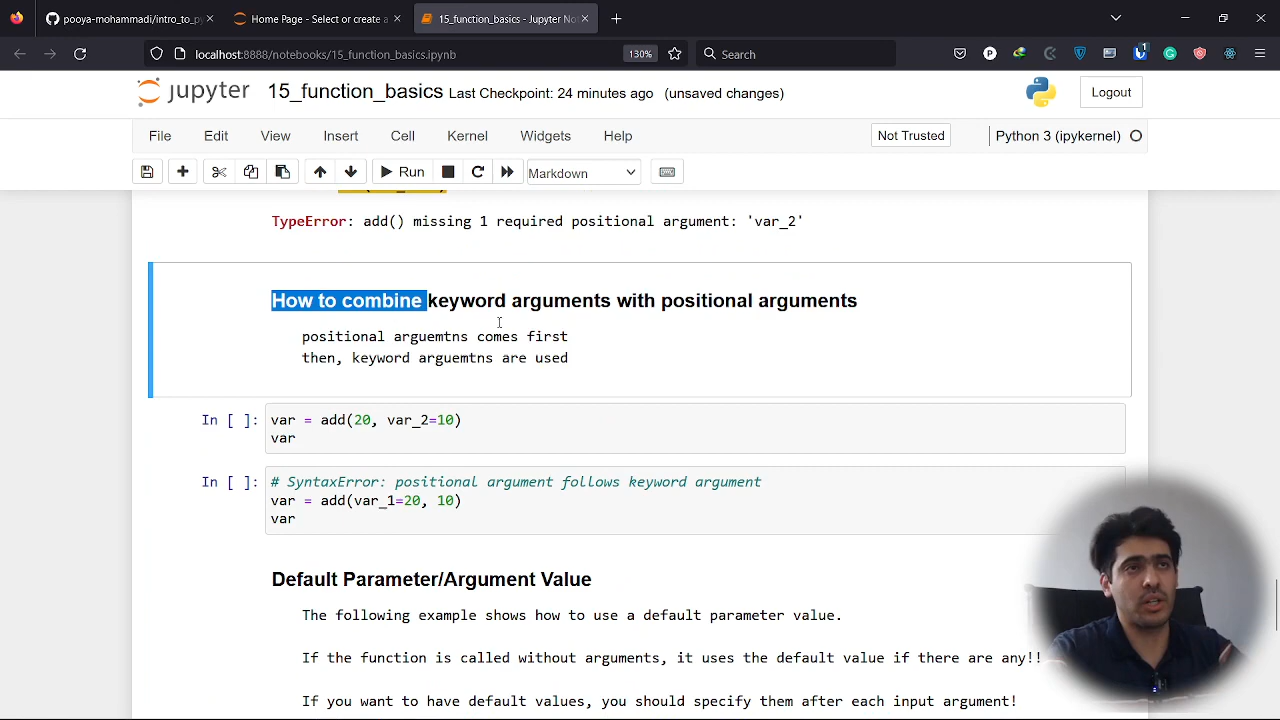 pooya-mohammadi/intro_to_p
Home Page - Select or create a
15_function_basics - Jupyter No
localhost:8888/notebooks/15_function_basics.ipynb
130%
Search
jupyter
15_function_basics Last Checkpoint: 24 minutes ago (unsaved changes)
Logout
File Edit View Insert Cell Kernel Widgets Help
Not Trusted
Python 3 (ipykernel)
Run
Markdown
TypeError: add() missing 1 required positional argument: 'var_2'
How to combine keyword arguments with positional arguments
positional arguemtns comes first
then, keyword arguemtns are used
In [ ]: var = add(20, var_2=10)
var
In [ ]: # SyntaxError: positional argument follows keyword argument
var = add(var_1=20, 10)
var
Default Parameter/Argument Value
The following example shows how to use a default parameter value.
If the function is called without arguments, it uses the default value if there are any!!
If you want to have default values, you should specify them after each input argument!